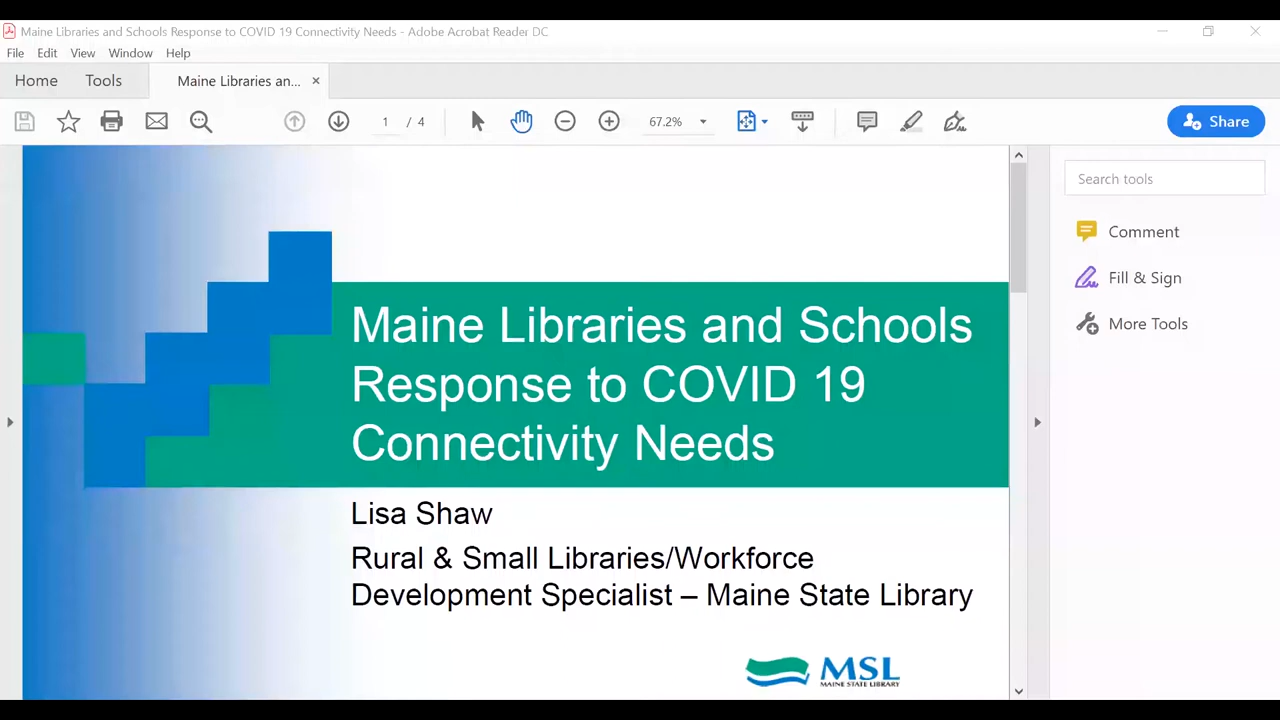 Maine Libraries and Schools Response to COVID 19 Connectivity Needs - Adobe Acrobat Reader DC
File Edit View Window Help
Home Tools Maine Libraries an... ×
1 / 4 67.2% Share
Search tools
Comment
Fill & Sign
More Tools
Maine Libraries and Schools
Response to COVID 19
Connectivity Needs
Lisa Shaw
Rural & Small Libraries/Workforce
Development Specialist – Maine State Library
MSL
MAINE STATE LIBRARY